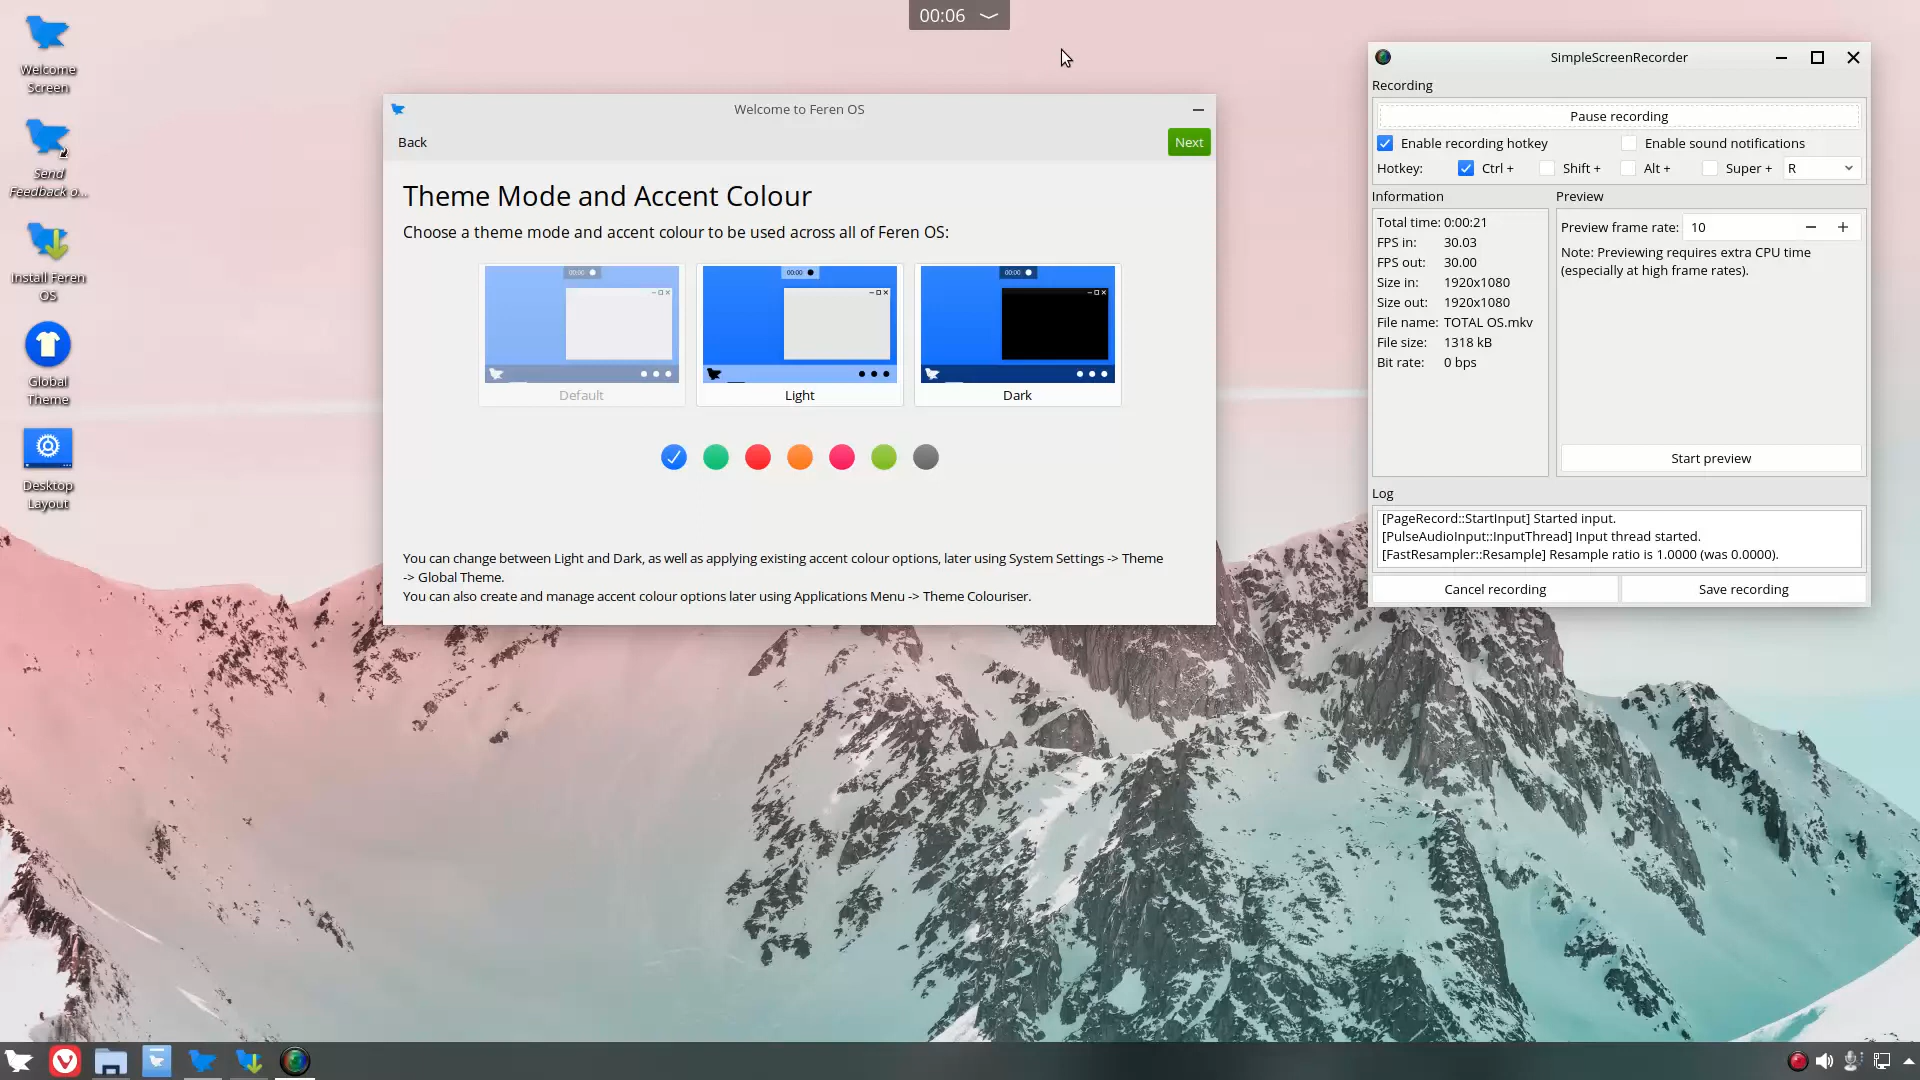 00:06
Welcome
Screen
Send
Feedback o...
Install Feren
OS
Global
Theme
Desktop
Layout
Welcome to Feren OS
Back
Next
Theme Mode and Accent Colour
Choose a theme mode and accent colour to be used across all of Feren OS:
00:00
00:00
00:00
Default
Light
Dark
You can change between Light and Dark, as well as applying existing accent colour options, later using System Settings -> Theme
-> Global Theme.
You can also create and manage accent colour options later using Applications Menu -> Theme Colouriser.
SimpleScreenRecorder
Recording
Pause recording
Enable recording hotkey
Enable sound notifications
Hotkey: Ctrl + Shift + Alt + Super + R
Information
Total time: 0:00:21
FPS in: 30.03
FPS out: 30.00
Size in: 1920x1080
Size out: 1920x1080
File name: TOTAL OS.mkv
File size: 1318 kB
Bit rate: 0 bps
Preview
Preview frame rate: 10
Note: Previewing requires extra CPU time
(especially at high frame rates).
Start preview
Log
[PageRecord::StartInput] Started input.
[PulseAudioInput::InputThread] Input thread started.
[FastResampler::Resample] Resample ratio is 1.0000 (was 0.0000).
Cancel recording
Save recording